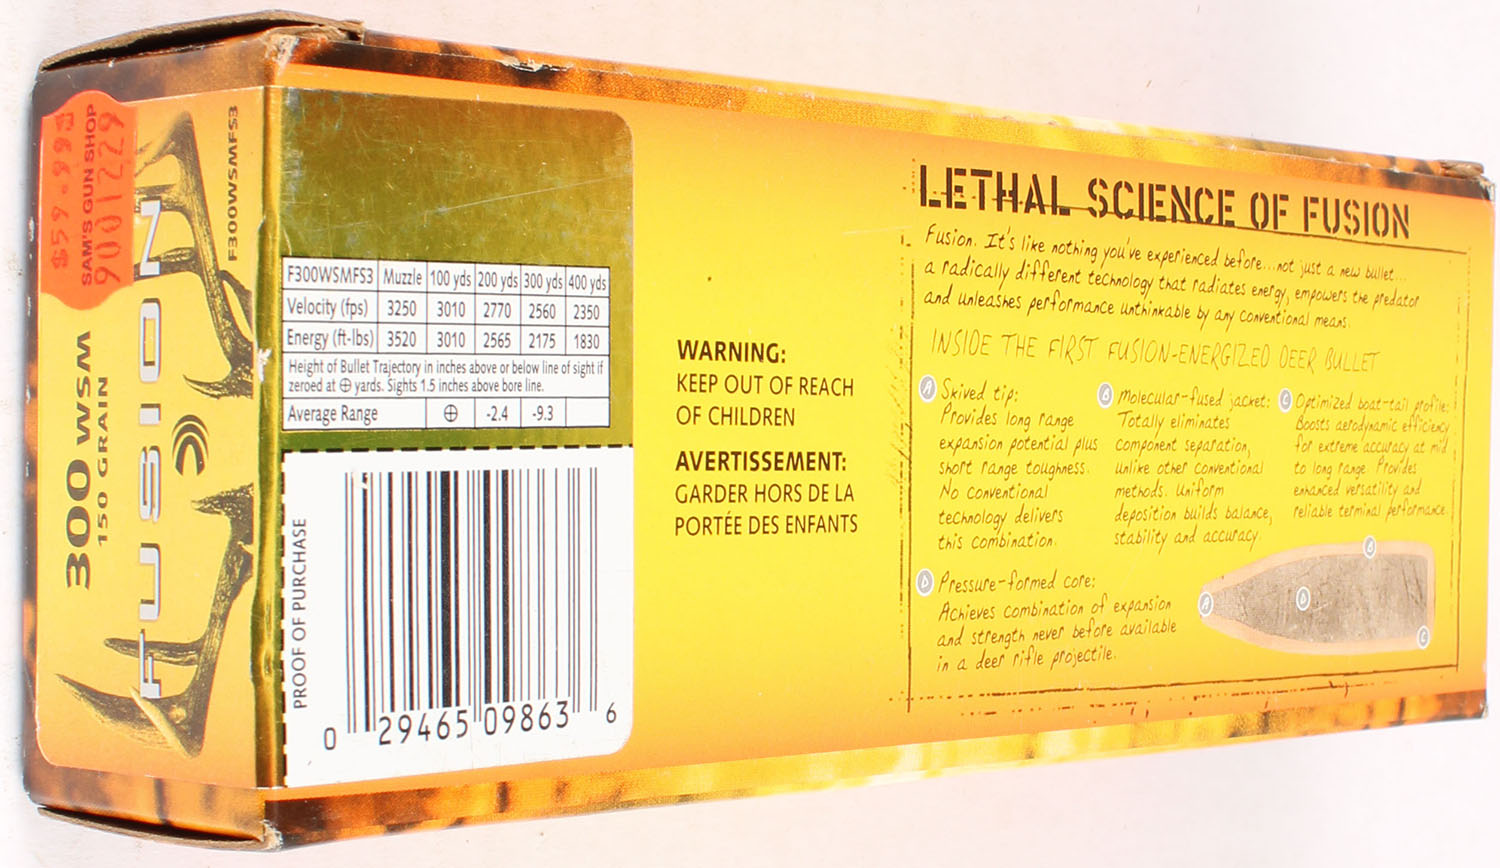 $59.99
SAM'S GUN SHOP
9001229
300 WSM
150 GRAIN
FUSION
F300WSMFS3
F300WSMFS3 Muzzle 100 yds 200 yds 300 yds 400 yds
Velocity (fps) 3250 3010 2770 2560 2350
Energy (ft-lbs) 3520 3010 2565 2175 1830
Height of Bullet Trajectory in inches above or below line of sight if
zeroed at ⊕ yards. Sights 1.5 inches above bore line.
Average Range ⊕ -2.4 -9.3
PROOF OF PURCHASE
0 29465 09863 6
WARNING:
KEEP OUT OF REACH
OF CHILDREN
AVERTISSEMENT:
GARDER HORS DE LA
PORTÉE DES ENFANTS
LETHAL SCIENCE OF FUSION
Fusion. It's like nothing you've experienced before...not just a new bullet...
a radically different technology that radiates energy, empowers the predator
and unleashes performance unthinkable by any conventional means.
INSIDE THE FIRST FUSION-ENERGIZED DEER BULLET
A Skived tip:
Provides long range
expansion potential plus
short range toughness.
No conventional
technology delivers
this combination.
B Molecular-fused jacket:
Totally eliminates
component separation,
unlike other conventional
methods. Uniform
deposition builds balance,
stability and accuracy.
C Optimized boat-tail profile:
Boosts aerodynamic efficiency
for extreme accuracy at mid
to long range. Provides
enhanced versatility and
reliable terminal performance.
D Pressure-formed core:
Achieves combination of expansion
and strength never before available
in a deer rifle projectile.
A
B
D
C